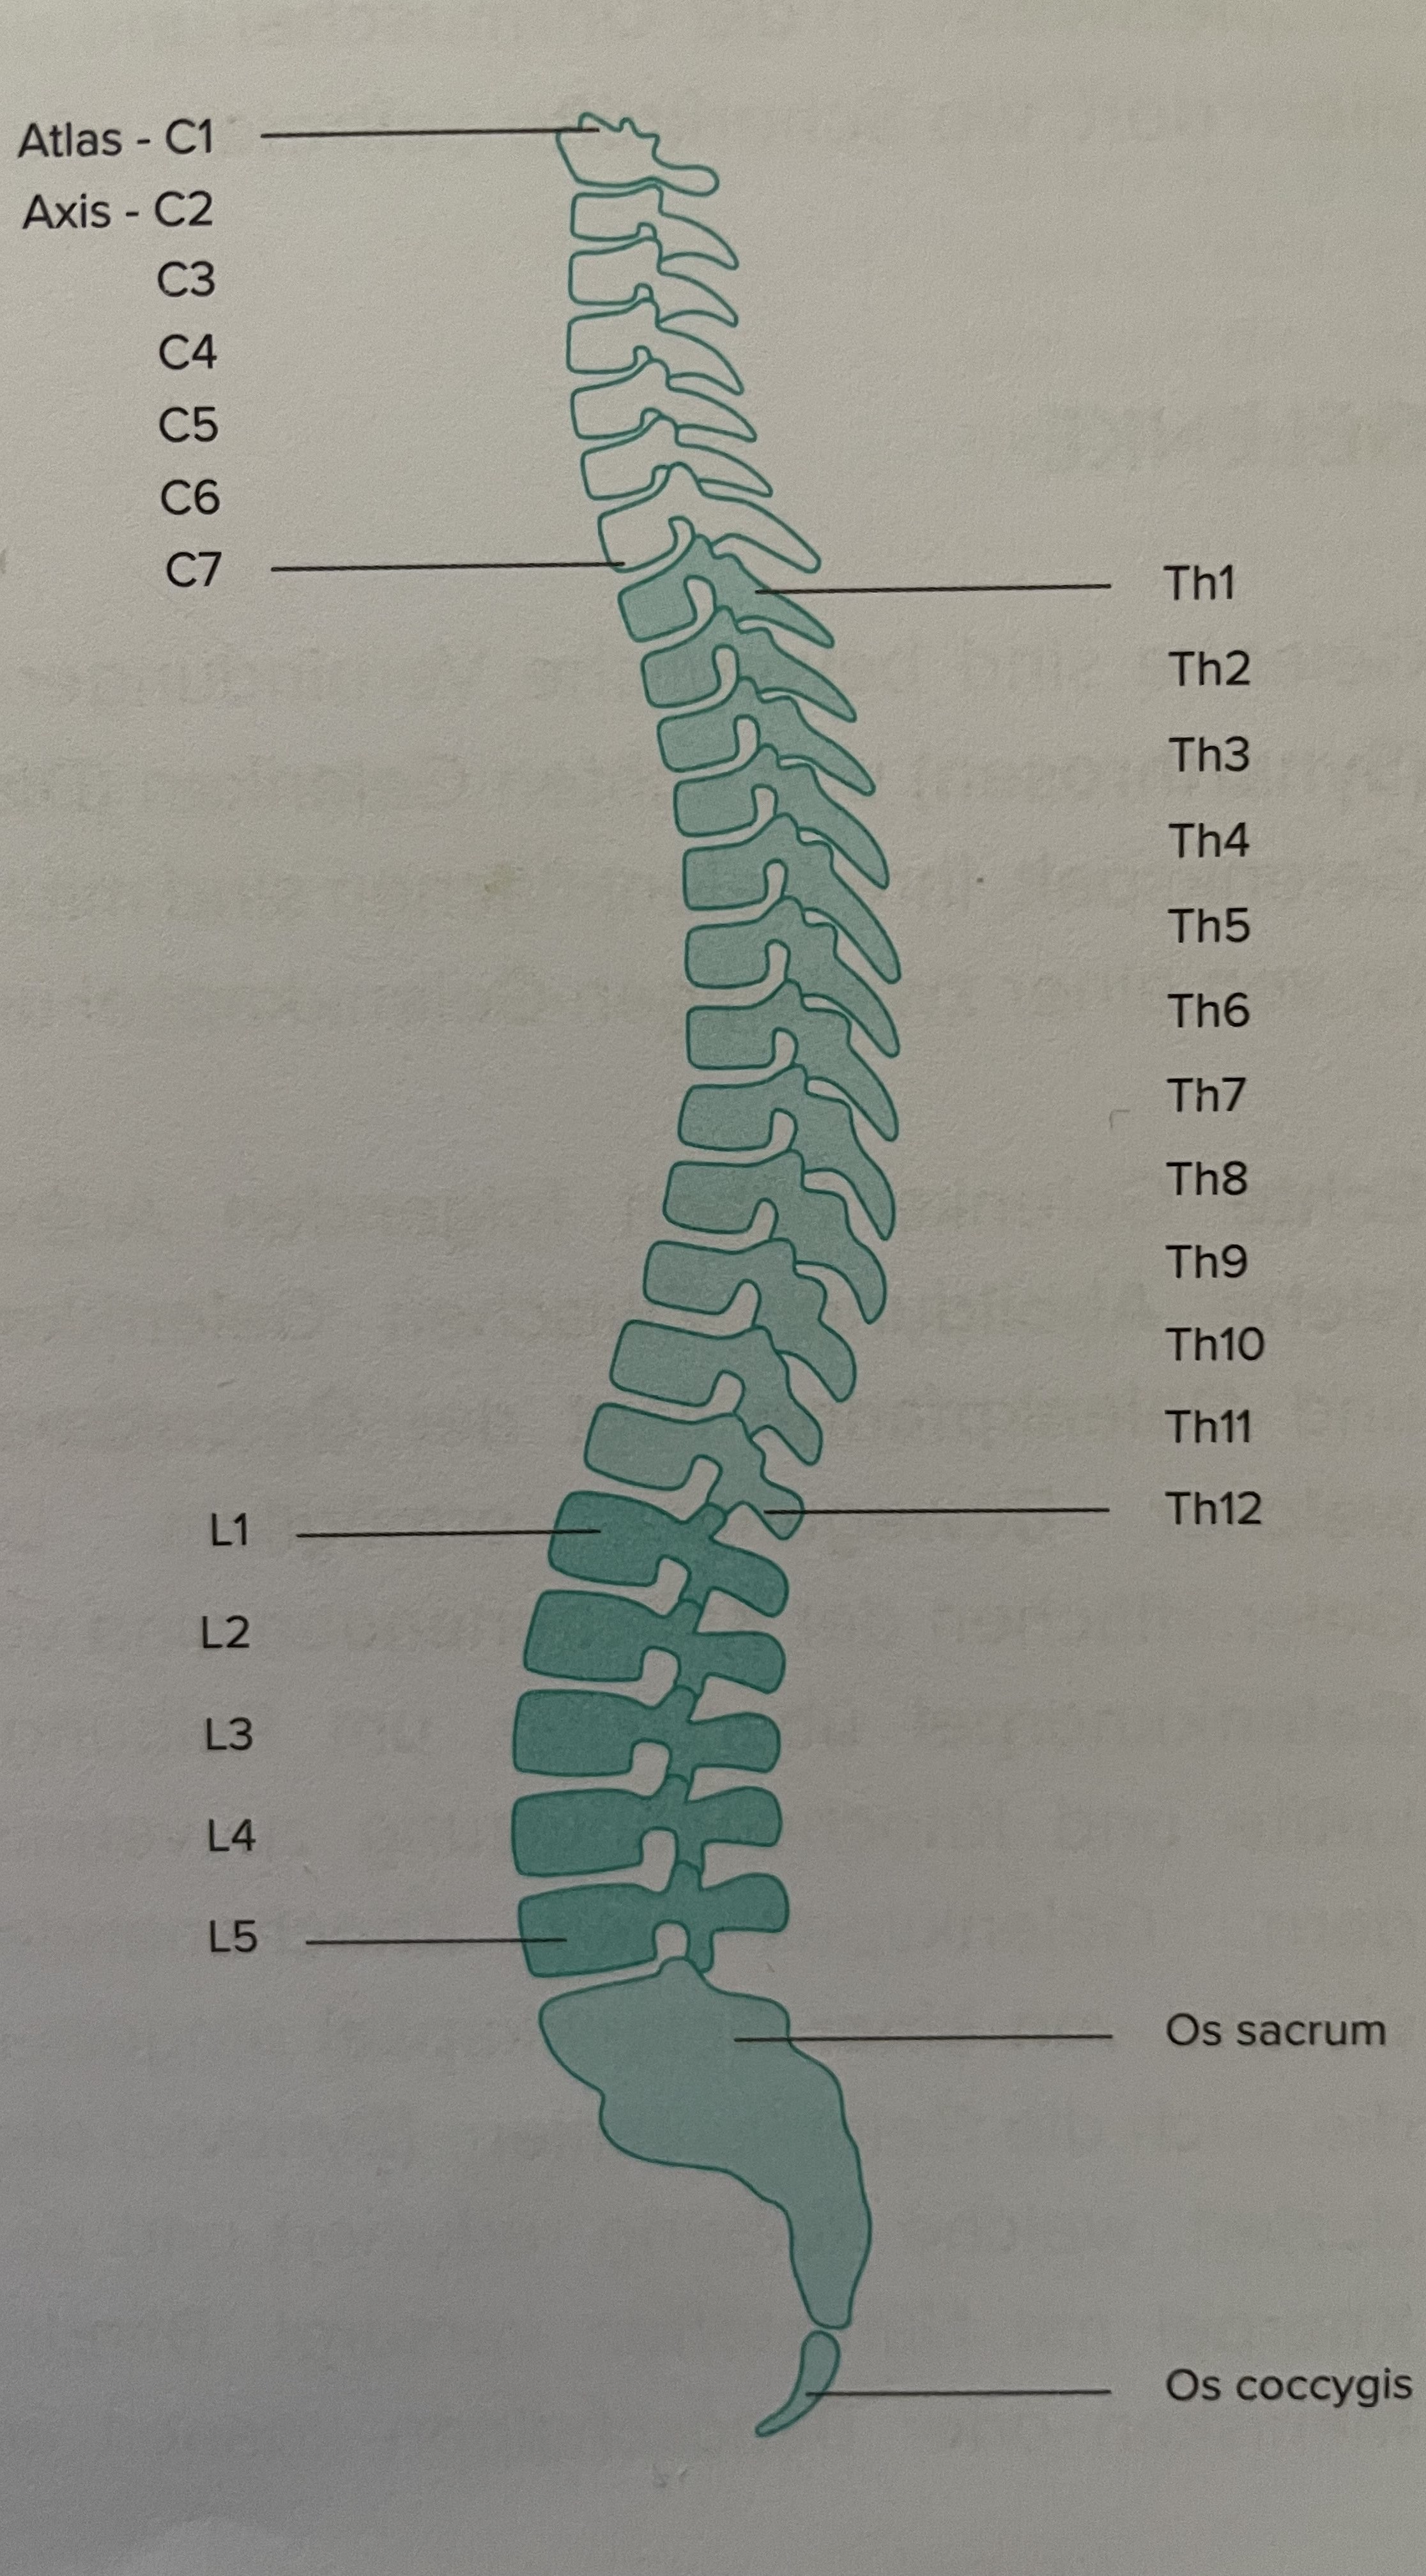 Atlas - C1
Axis - C2
C3
C4
C5
C6
C7
Th1
Th2
Th3
Th4
Th5
Th6
Th7
Th8
Th9
Th10
Th11
Th12
L1
L2
L3
L4
L5
Os sacrum
Os coccygis